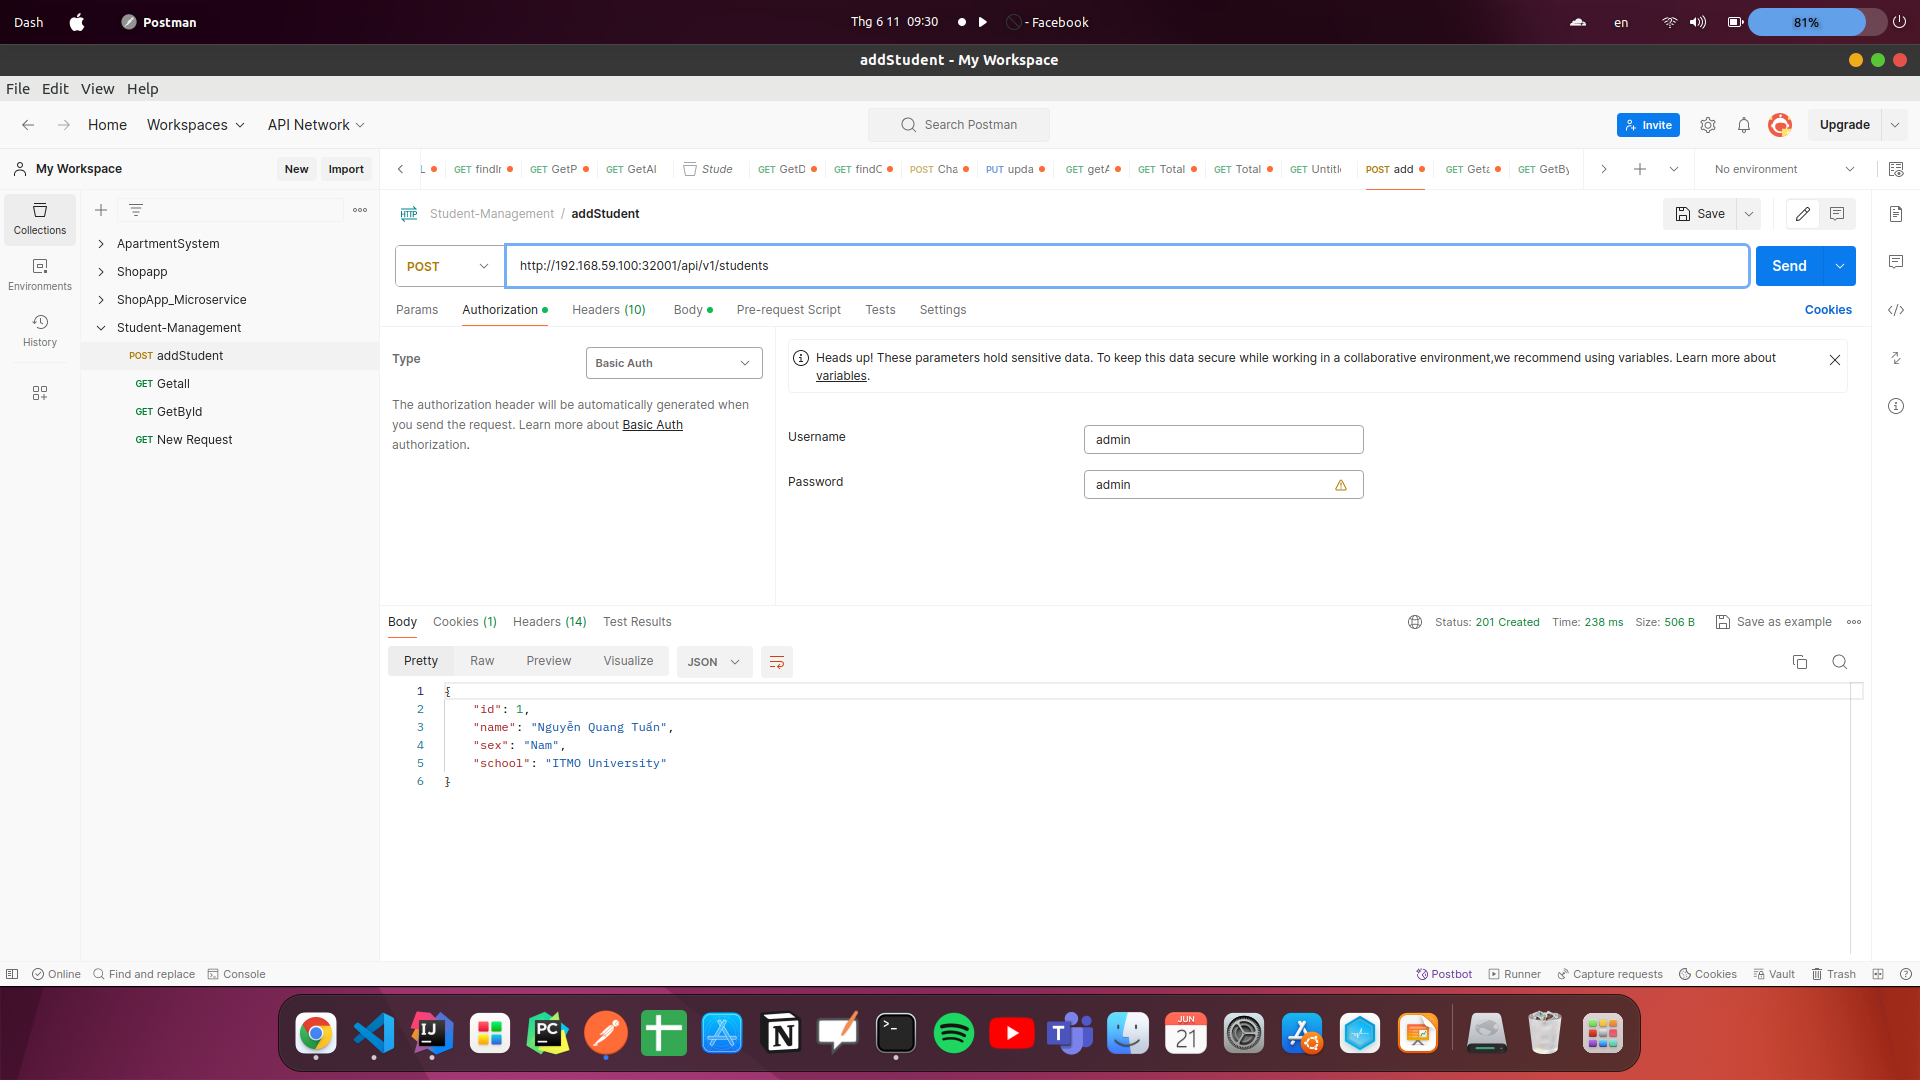 Dash Postman Thg 6 11 09:30 - Facebook en 81%
addStudent - My Workspace
File Edit View Help
Home Workspaces API Network Search Postman Invite Upgrade
My Workspace New Import L GET findIr GET GetP GET GetAl Stude GET GetD GET findC POST Cha PUT upda GET getA GET Total GET Total GET Untitle POST add GET Geta GET GetBy No environment
Student-Management / addStudent Save
Collections
Environments
History
ApartmentSystem
Shopapp
ShopApp_Microservice
Student-Management
POST addStudent
GET Getall
GET GetById
GET New Request
POST http://192.168.59.100:32001/api/v1/students Send
Params Authorization Headers (10) Body Pre-request Script Tests Settings Cookies
Type Basic Auth
The authorization header will be automatically generated when
you send the request. Learn more about Basic Auth
authorization.
Heads up! These parameters hold sensitive data. To keep this data secure while working in a collaborative environment,we recommend using variables. Learn more about
variables.
Username admin
Password admin
Body Cookies (1) Headers (14) Test Results Status: 201 Created Time: 238 ms Size: 506 B Save as example
Pretty Raw Preview Visualize JSON
1 {
2 "id": 1,
3 "name": "Nguyễn Quang Tuấn",
4 "sex": "Nam",
5 "school": "ITMO University"
6 }
Online Find and replace Console Postbot Runner Capture requests Cookies Vault Trash
IJ PC N T JUN
21